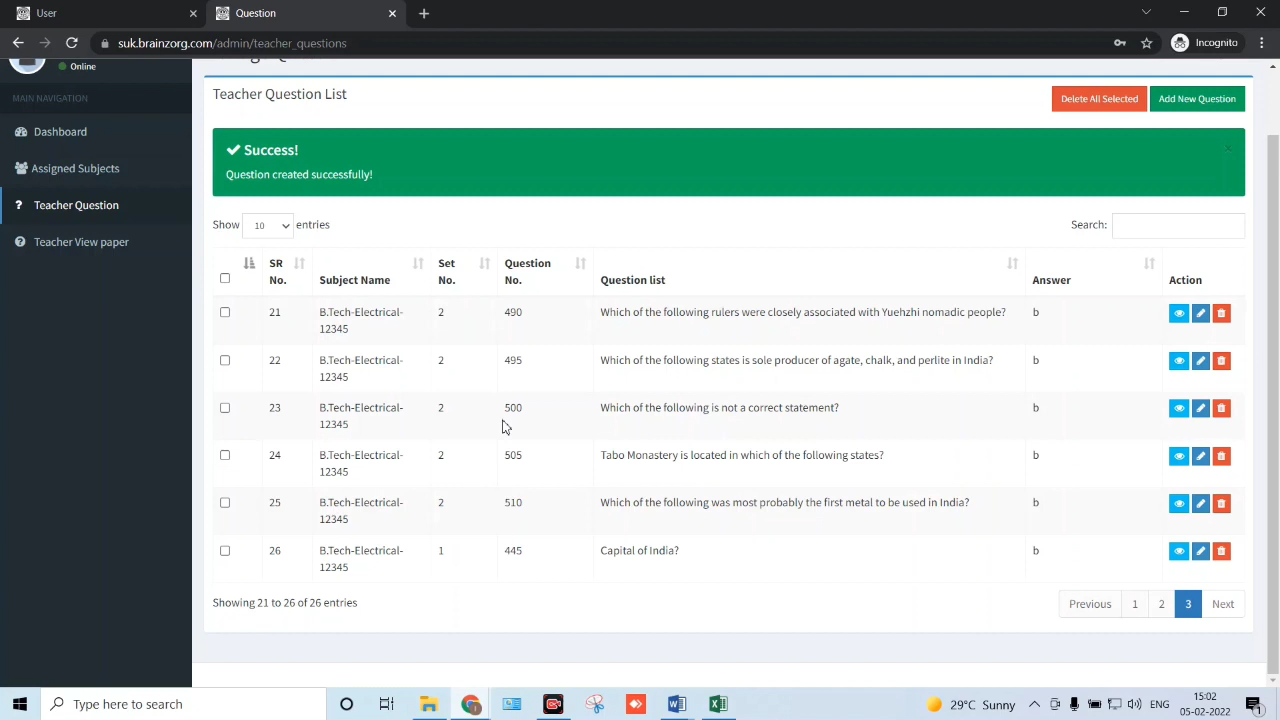 User
Question
suk.brainzorg.com/admin/teacher_questions
Incognito
Online
MAIN NAVIGATION
Dashboard
Assigned Subjects
Teacher Question
Teacher View paper
Teacher Question List
Delete All Selected
Add New Question
Success!
Question created successfully!
Show 10 entries
Search:
SR No. Subject Name Set No. Question No. Question list Answer Action
21 B.Tech-Electrical-12345 2 490 Which of the following rulers were closely associated with Yuehzhi nomadic people? b
22 B.Tech-Electrical-12345 2 495 Which of the following states is sole producer of agate, chalk, and perlite in India? b
23 B.Tech-Electrical-12345 2 500 Which of the following is not a correct statement? b
24 B.Tech-Electrical-12345 2 505 Tabo Monastery is located in which of the following states? b
25 B.Tech-Electrical-12345 2 510 Which of the following was most probably the first metal to be used in India? b
26 B.Tech-Electrical-12345 1 445 Capital of India? b
Showing 21 to 26 of 26 entries
Previous 1 2 3 Next
Type here to search
29°C Sunny
ENG
15:02
05-02-2022
1